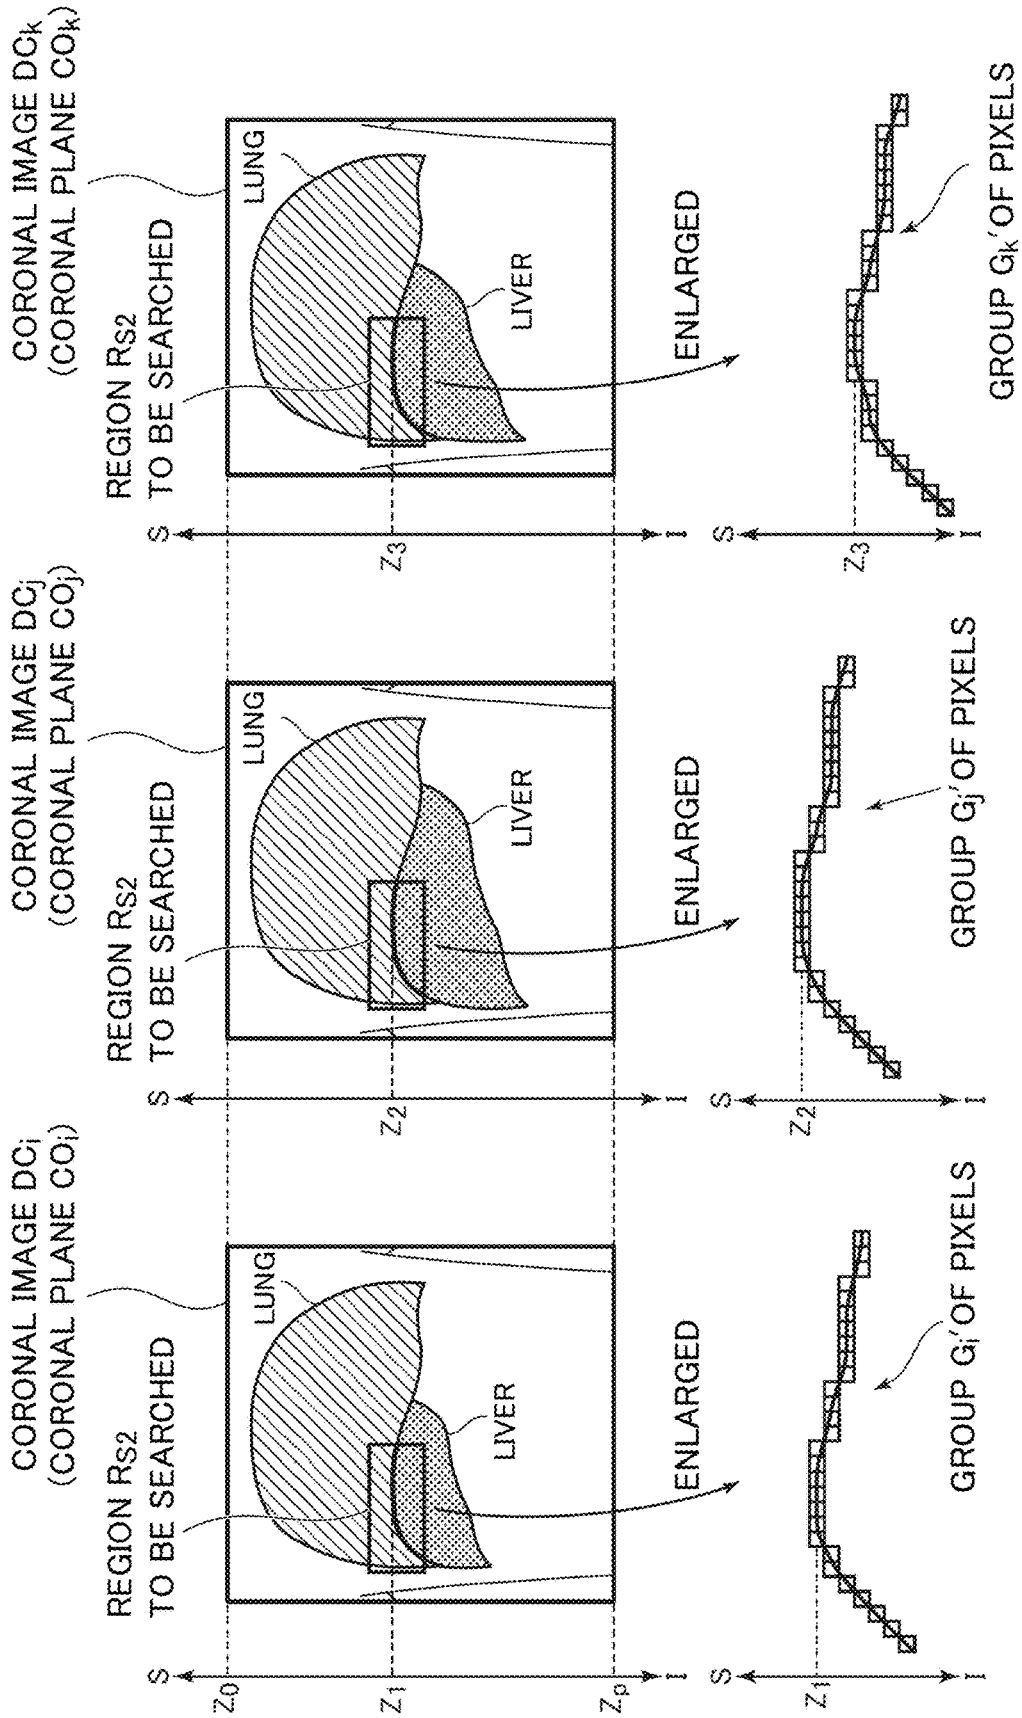 CORONAL IMAGE DCi
(CORONAL PLANE COi)
REGION RS2
TO BE SEARCHED
LUNG
LIVER
S
Z0
Z1
Zp
I
ENLARGED
S
Z1
I
GROUP Gi' OF PIXELS
CORONAL IMAGE DCj
(CORONAL PLANE COj)
REGION RS2
TO BE SEARCHED
LUNG
LIVER
S
Z2
I
ENLARGED
S
Z2
I
GROUP Gj' OF PIXELS
CORONAL IMAGE DCk
(CORONAL PLANE COk)
REGION RS2
TO BE SEARCHED
LUNG
LIVER
S
Z3
I
ENLARGED
S
Z3
I
GROUP Gk' OF PIXELS